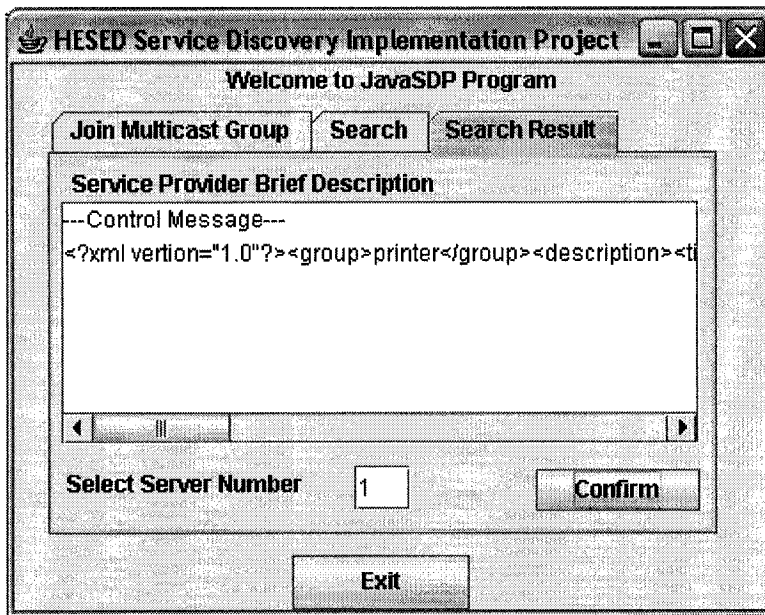 HESED Service Discovery Implementation Project
Welcome to JavaSDP Program
Join Multicast Group Search Search Result
Service Provider Brief Description
---Control Message---
<?xml vertion="1.0"?><group>printer</group><description><ti
Select Server Number 1 Confirm
Exit